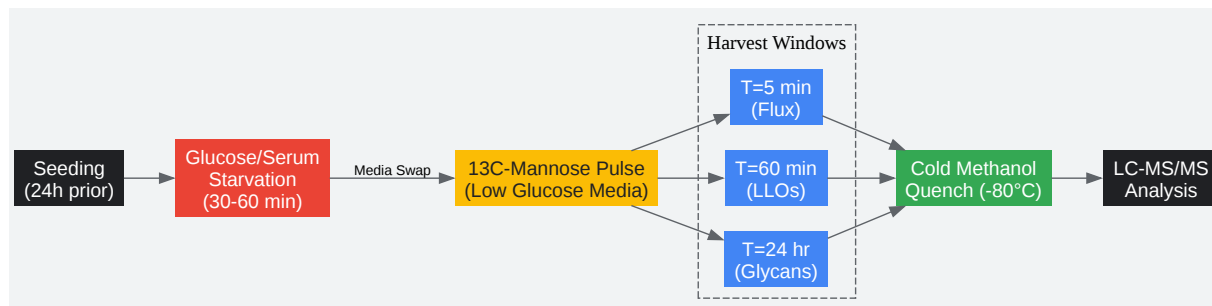 Seeding
(24h prior)
Glucose/Serum
Starvation
(30-60 min)
Media Swap
13C-Mannose Pulse
(Low Glucose Media)
Harvest Windows
T=5 min
(Flux)
T=60 min
(LLOs)
T=24 hr
(Glycans)
Cold Methanol
Quench (-80°C)
LC-MS/MS
Analysis